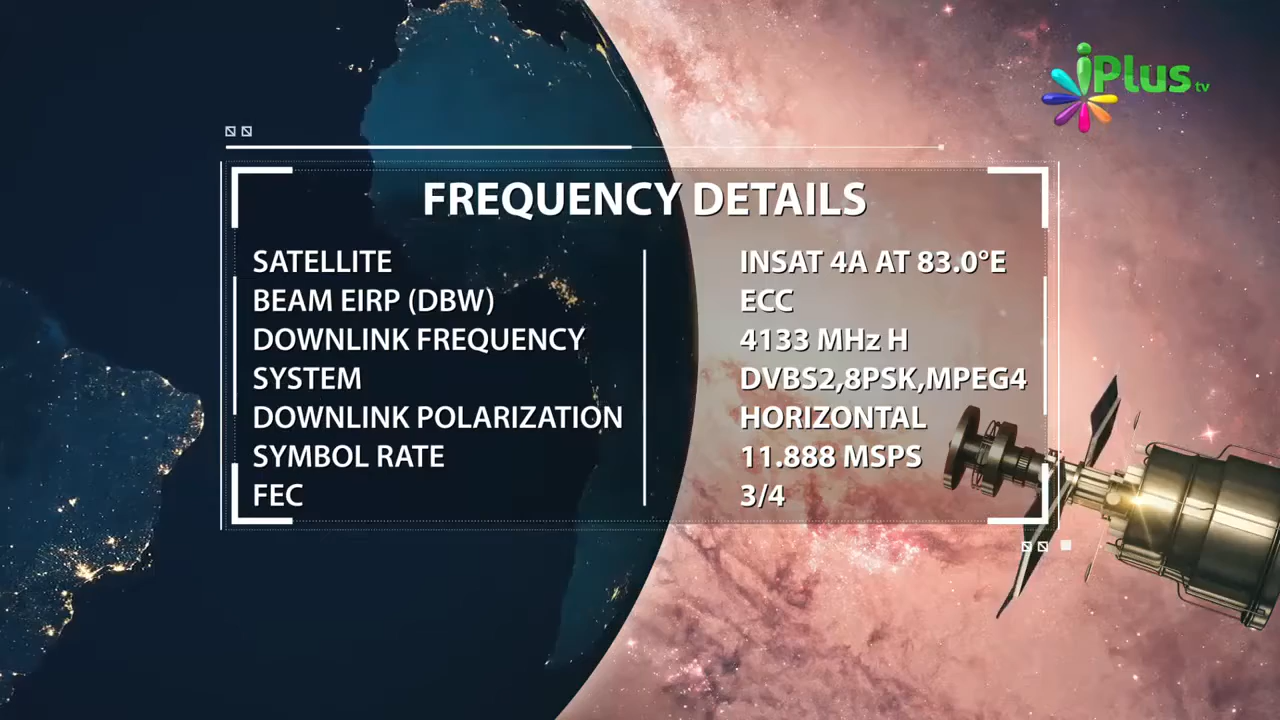 iPlus tv
FREQUENCY DETAILS
SATELLITE INSAT 4A AT 83.0°E
BEAM EIRP (DBW) ECC
DOWNLINK FREQUENCY 4133 MHz H
SYSTEM DVBS2,8PSK,MPEG4
DOWNLINK POLARIZATION HORIZONTAL
SYMBOL RATE 11.888 MSPS
FEC 3/4